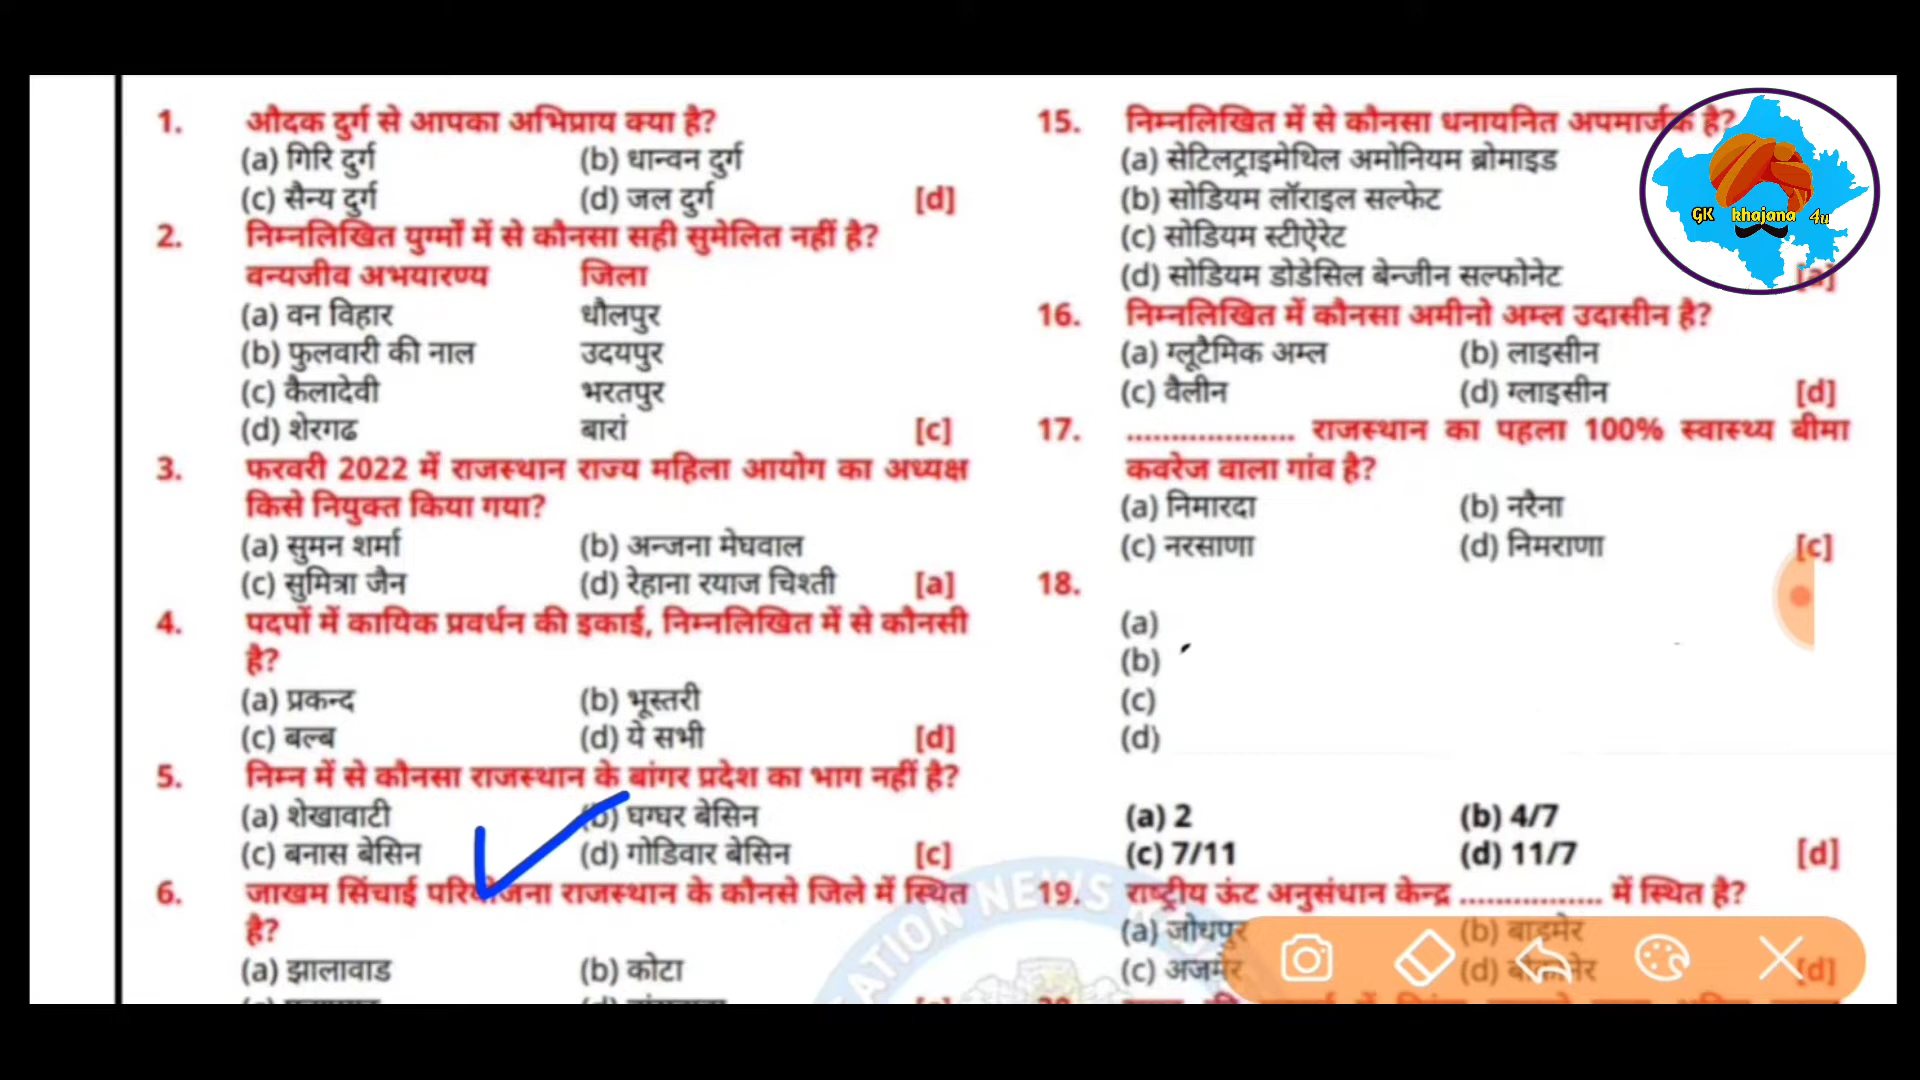 1. औदक दुर्ग से आपका अभिप्राय क्या है?
(a) गिरि दुर्ग (b) धान्वन दुर्ग
(c) सैन्य दुर्ग (d) जल दुर्ग [d]
2. निम्नलिखित युग्मों में से कौनसा सही सुमेलित नहीं है?
वन्यजीव अभयारण्य जिला
(a) वन विहार धौलपुर
(b) फुलवारी की नाल उदयपुर
(c) कैलादेवी भरतपुर
(d) शेरगढ बारां [c]
3. फरवरी 2022 में राजस्थान राज्य महिला आयोग का अध्यक्ष
किसे नियुक्त किया गया?
(a) सुमन शर्मा (b) अन्जना मेघवाल
(c) सुमित्रा जैन (d) रेहाना रयाज चिश्ती [a]
4. पदपों में कायिक प्रवर्धन की इकाई, निम्नलिखित में से कौनसी
है?
(a) प्रकन्द (b) भूस्तरी
(c) बल्ब (d) ये सभी [d]
5. निम्न में से कौनसा राजस्थान के बांगर प्रदेश का भाग नहीं है?
(a) शेखावाटी (b) घग्घर बेसिन
(c) बनास बेसिन (d) गोडिवार बेसिन [c]
6. जाखम सिंचाई परियोजना राजस्थान के कौनसे जिले में स्थित
है?
(a) झालावाड (b) कोटा
15. निम्नलिखित में से कौनसा धनायनित अपमार्जक है?
(a) सेटिलट्राइमेथिल अमोनियम ब्रोमाइड
(b) सोडियम लॉराइल सल्फेट
(c) सोडियम स्टीऐरेट
(d) सोडियम डोडेसिल बेन्जीन सल्फोनेट [a]
16. निम्नलिखित में कौनसा अमीनो अम्ल उदासीन है?
(a) ग्लूटैमिक अम्ल (b) लाइसीन
(c) वैलीन (d) ग्लाइसीन [d]
17. ................... राजस्थान का पहला 100% स्वास्थ्य बीमा
कवरेज वाला गांव है?
(a) निमारदा (b) नरैना
(c) नरसाणा (d) निमराणा [c]
18.
(a)
(b)
(c)
(d)
(a) 2 (b) 4/7
(c) 7/11 (d) 11/7 [d]
19. राष्ट्रीय ऊंट अनुसंधान केन्द्र ................ में स्थित है?
(a) जोधपुर (b) बाडमेर
(c) अजमेर (d) बीकानेर [d]
GK khajana 4u